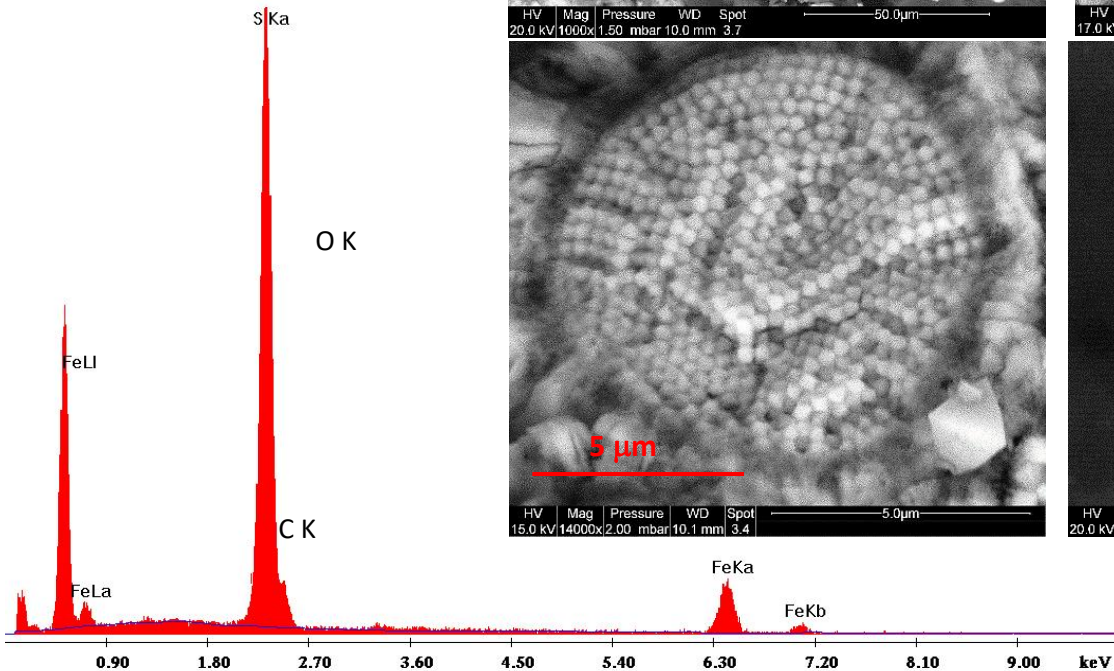 S Ka
O K
FeLl
C K
FeLa
FeKa
FeKb
0.90 1.80 2.70 3.60 4.50 5.40 6.30 7.20 8.10 9.00 keV
HV Mag Pressure WD Spot 50.0µm
20.0 kV 1000x 1.50 mbar 10.0 mm 3.7
HV
17.0 kV
5 µm
HV Mag Pressure WD Spot 5.0µm
15.0 kV 14000x 2.00 mbar 10.1 mm 3.4
HV
20.0 kV